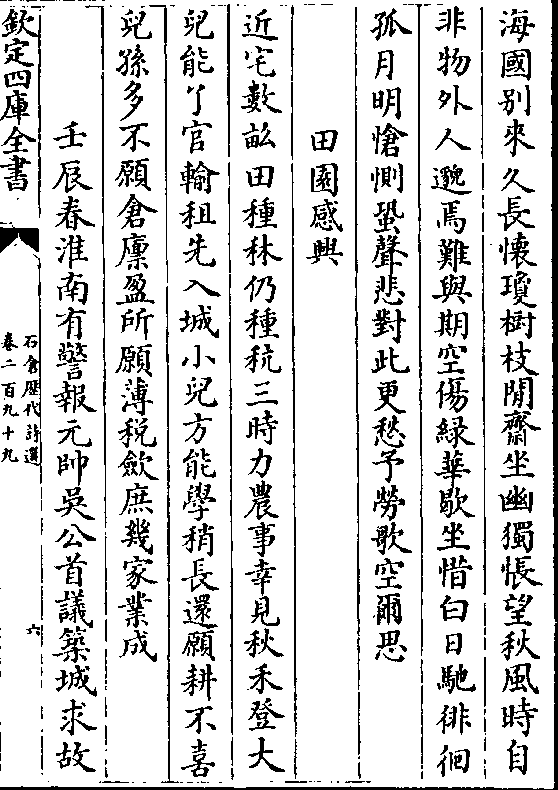 海國别來久長懐瓊樹枝閒齋坐幽獨悵望秋風時自
非物外人邈焉難與期空傷緑華歇坐惜白日馳徘徊
孤月明愴惻蛩聲悲對此更愁予勞歌空爾思
田園感興
近宅數畝田種秫仍種秔三時力農事幸見秋禾登大
兒能了官輸租先入城小兒方能學稍長還願耕不喜
兒孫多不願倉廪盈所願薄税歛庶幾家業成
壬辰春淮南有警報元帥吳公首議築城求故
欽定四庫全書
石倉歴代詩選
卷二百九十九
六